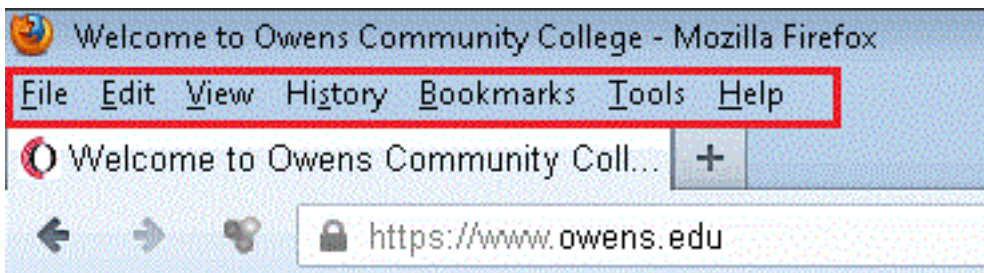 Welcome to Owens Community College - Mozilla Firefox
File Edit View History Bookmarks Tools Help
Welcome to Owens Community Coll... +
https://www.owens.edu